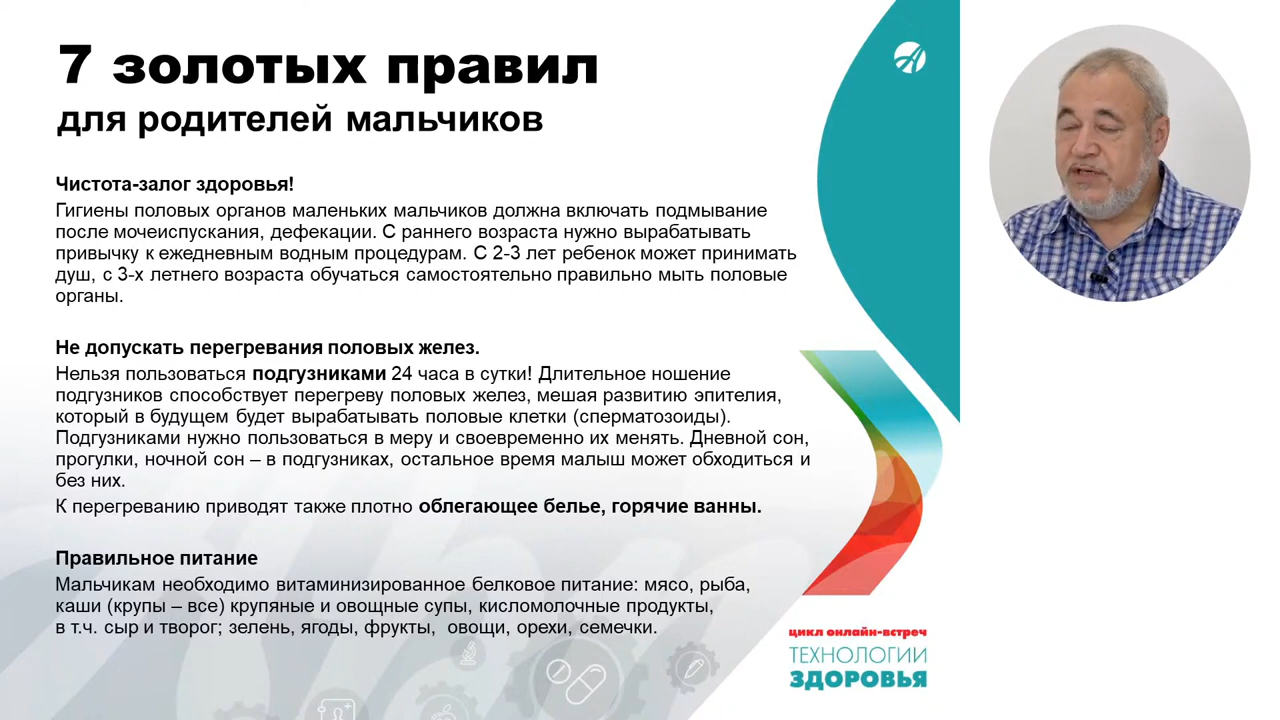 7 золотых правил
для родителей мальчиков
Чистота-залог здоровья!
Гигиены половых органов маленьких мальчиков должна включать подмывание
после мочеиспускания, дефекации. С раннего возраста нужно вырабатывать
привычку к ежедневным водным процедурам. С 2-3 лет ребенок может принимать
душ, с 3-х летнего возраста обучаться самостоятельно правильно мыть половые
органы.
Не допускать перегревания половых желез.
Нельзя пользоваться подгузниками 24 часа в сутки! Длительное ношение
подгузников способствует перегреву половых желез, мешая развитию эпителия,
который в будущем будет вырабатывать половые клетки (сперматозоиды).
Подгузниками нужно пользоваться в меру и своевременно их менять. Дневной сон,
прогулки, ночной сон – в подгузниках, остальное время малыш может обходиться и
без них.
К перегреванию приводят также плотно облегающее белье, горячие ванны.
Правильное питание
Мальчикам необходимо витаминизированное белковое питание: мясо, рыба,
каши (крупы – все) крупяные и овощные супы, кисломолочные продукты,
в т.ч. сыр и творог; зелень, ягоды, фрукты, овощи, орехи, семечки.
цикл онлайн-встреч
ТЕХНОЛОГИИ
ЗДОРОВЬЯ